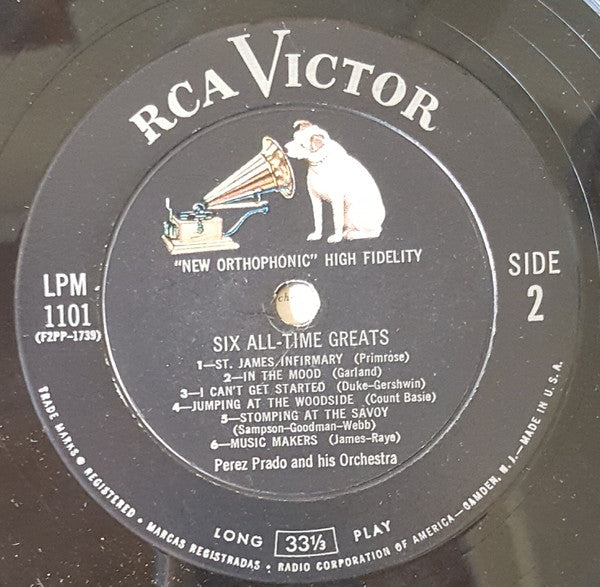 RCA VICTOR
"NEW ORTHOPHONIC" HIGH FIDELITY
LPM
1101
(F2PP-1739)
SIDE
2
SIX ALL-TIME GREATS
1—ST. JAMES INFIRMARY (Primrose)
2—IN THE MOOD (Garland)
3—I CAN'T GET STARTED (Duke-Gershwin)
4—JUMPING AT THE WOODSIDE (Count Basie)
5—STOMPING AT THE SAVOY
(Sampson-Goodman-Webb)
6—MUSIC MAKERS (James-Raye)
Perez Prado and his Orchestra
LONG 33⅓ PLAY
TRADE MARKS ® REGISTERED • MARCAS REGISTRADAS • RADIO CORPORATION OF AMERICA—CAMDEN, N. J.—MADE IN U.S.A.